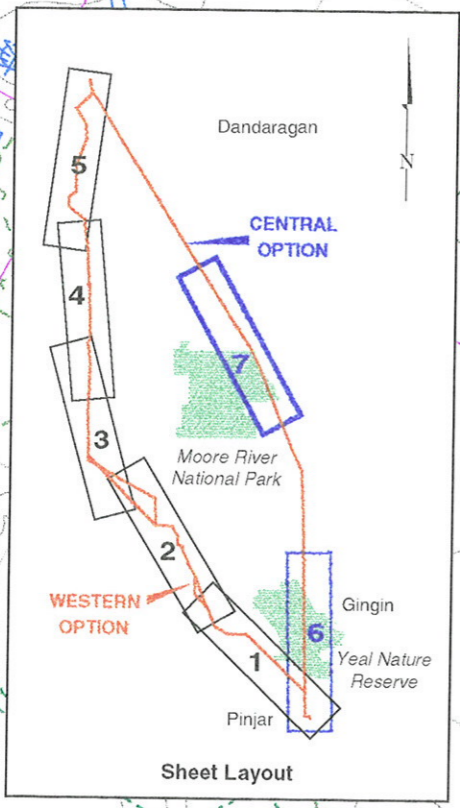 Dandaragan
N
5
CENTRAL
OPTION
4
7
3
Moore River
National Park
2
WESTERN
OPTION
Gingin
6
1
Yeal Nature
Reserve
Pinjar
Sheet Layout